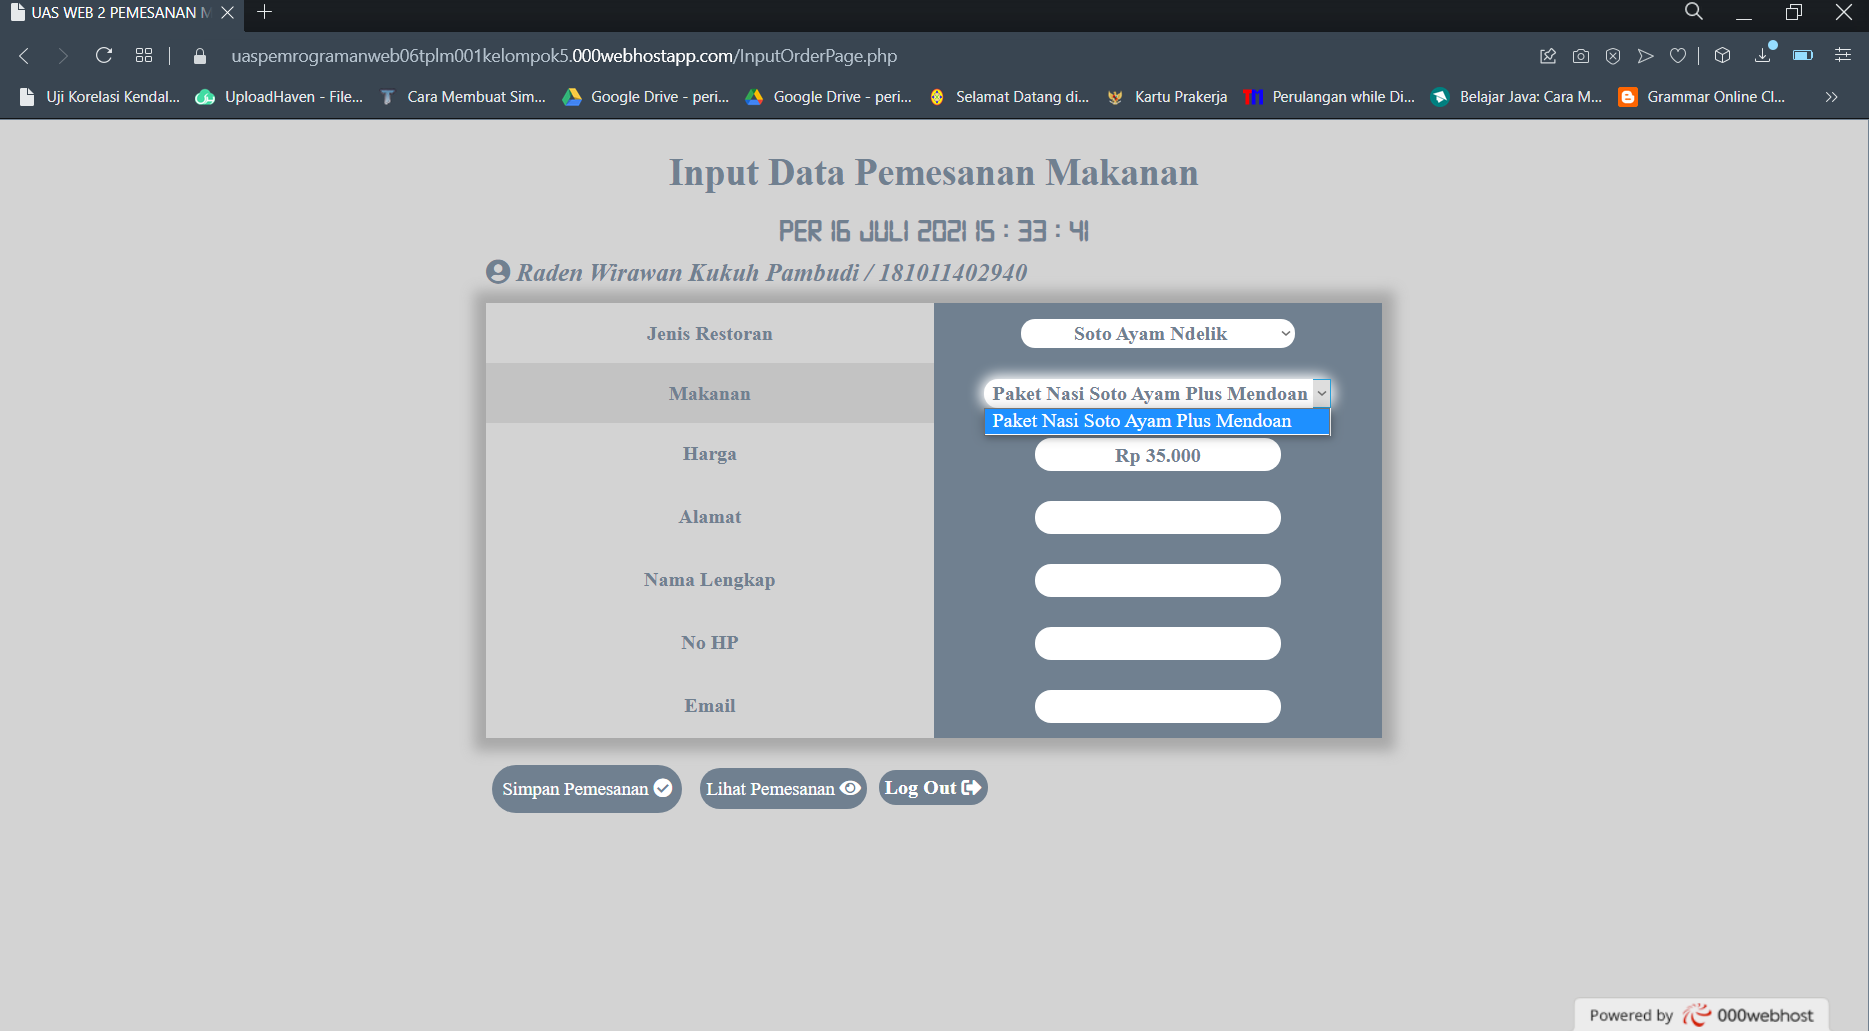 UAS WEB 2 PEMESANAN M
uaspemrogramanweb06tplm001kelompok5.000webhostapp.com/InputOrderPage.php
Uji Korelasi Kendal... UploadHaven - File... Cara Membuat Sim... Google Drive - peri... Google Drive - peri... Selamat Datang di... Kartu Prakerja Perulangan while Di... Belajar Java: Cara M... Grammar Online Cl...
Input Data Pemesanan Makanan
PER 16 JULI 2021 15 : 33 : 41
Raden Wirawan Kukuh Pambudi / 181011402940
Jenis Restoran Soto Ayam Ndelik
Makanan Paket Nasi Soto Ayam Plus Mendoan
Paket Nasi Soto Ayam Plus Mendoan
Harga Rp 35.000
Alamat
Nama Lengkap
No HP
Email
Simpan Pemesanan Lihat Pemesanan Log Out
Powered by 000webhost